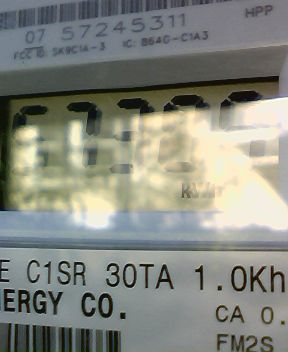 HPP
07 57245311
FCC ID: SK9C1A-3 IC: 864G-C1A3
E C1SR 30TA 1.0Kh
ERGY CO.
CA 0.
FM2S